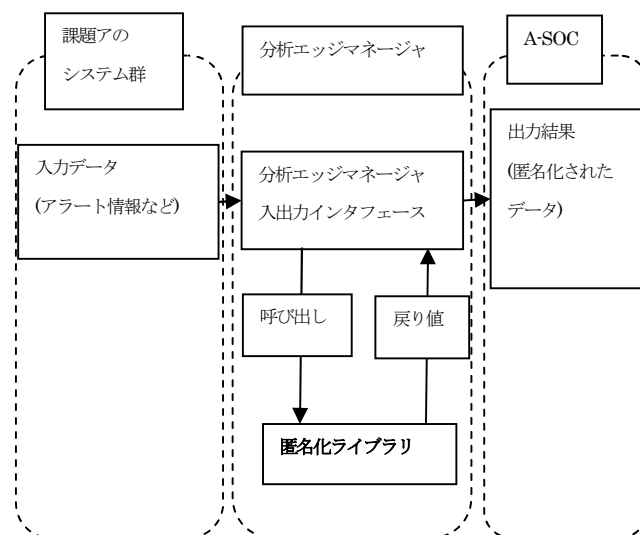 課題アの
システム群
分析エッジマネージャ
A-SOC
入力データ
(アラート情報など)
分析エッジマネージャ
入出力インタフェース
出力結果
(匿名化された
データ)
呼び出し
戻り値
匿名化ライブラリ